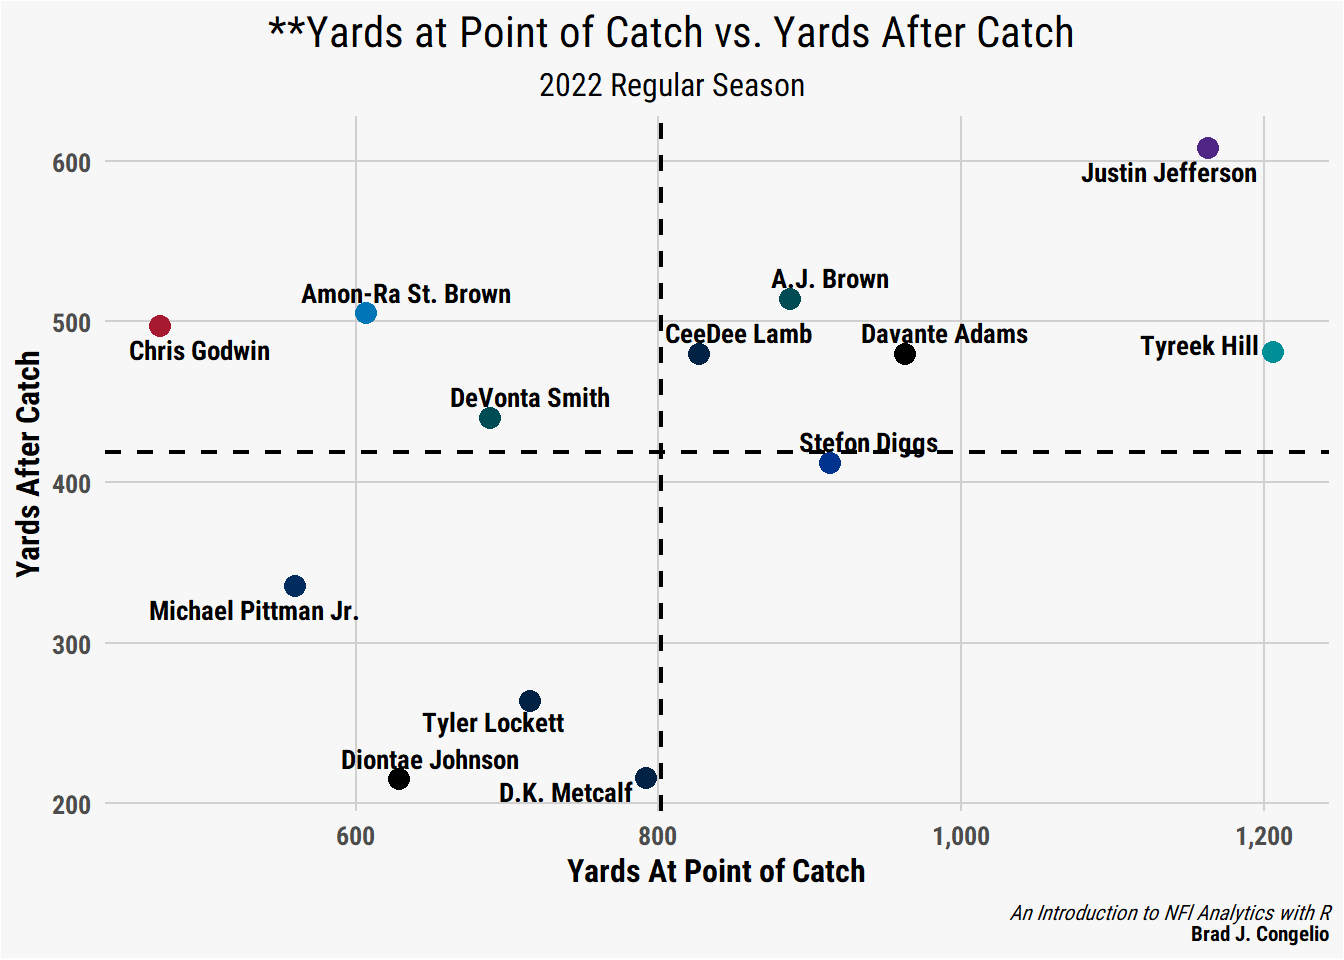 **Yards at Point of Catch vs. Yards After Catch
2022 Regular Season
600
500
400
300
200
Yards After Catch
Justin Jefferson
A.J. Brown
Amon-Ra St. Brown
CeeDee Lamb
Davante Adams
Tyreek Hill
Chris Godwin
DeVonta Smith
Stefon Diggs
Michael Pittman Jr.
Tyler Lockett
Diontae Johnson
D.K. Metcalf
600
800
1,000
1,200
Yards At Point of Catch
An Introduction to NFl Analytics with R
Brad J. Congelio